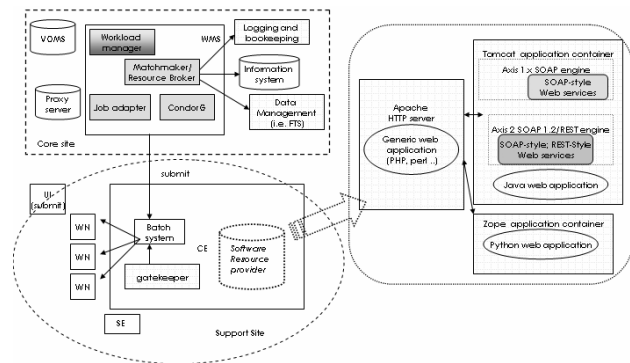 VOMS
Workload
manager
WMS
Logging and
bookeeping
Matchmaker/
Resource Broker
Information
system
Proxy
server
Job adapter
CondorG
Data
Management
(i.e. FTS)
Core site
submit
UI
(submit)
WN
WN
WN
Batch
system
CE
gatekeeper
Software
Resource
provider
SE
Support Site
Apache
HTTP server
Generic web
application
(PHP, perl ..)
Tomcat application container
Axis 1.x SOAP engine
SOAP-style
Web services
Axis 2 SOAP 1.2/REST engine
SOAP-style; REST-Style
Web services
Java web application
Zope application container
Python web application